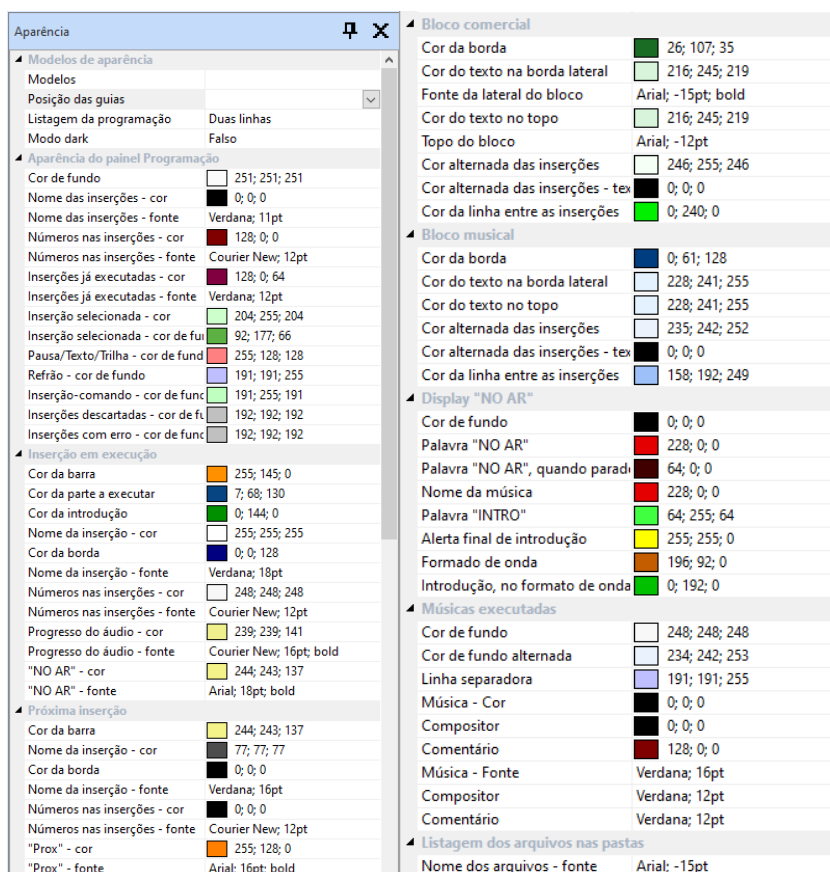 Aparência
Modelos de aparência
Modelos
Posição das guias
Listagem da programação Duas linhas
Modo dark Falso
Aparência do painel Programação
Cor de fundo 251; 251; 251
Nome das inserções - cor 0; 0; 0
Nome das inserções - fonte Verdana; 11pt
Números nas inserções - cor 128; 0; 0
Números nas inserções - fonte Courier New; 12pt
Inserções já executadas - cor 128; 0; 64
Inserções já executadas - fonte Verdana; 12pt
Inserção selecionada - cor 204; 255; 204
Inserção selecionada - cor de fu 92; 177; 66
Pausa/Texto/Trilha - cor de fund 255; 128; 128
Refrão - cor de fundo 191; 191; 255
Inserção-comando - cor de func 191; 255; 191
Inserções descartadas - cor de fu 192; 192; 192
Inserções com erro - cor de func 192; 192; 192
Inserção em execução
Cor da barra 255; 145; 0
Cor da parte a executar 7; 68; 130
Cor da introdução 0; 144; 0
Nome da inserção - cor 255; 255; 255
Cor da borda 0; 0; 128
Nome da inserção - fonte Verdana; 18pt
Números nas inserções - cor 248; 248; 248
Números nas inserções - fonte Courier New; 12pt
Progresso do áudio - cor 239; 239; 141
Progresso do áudio - fonte Courier New; 16pt; bold
"NO AR" - cor 244; 243; 137
"NO AR" - fonte Arial; 18pt; bold
Próxima inserção
Cor da barra 244; 243; 137
Nome da inserção - cor 77; 77; 77
Cor da borda 0; 0; 0
Nome da inserção - fonte Verdana; 16pt
Números nas inserções - cor 0; 0; 0
Números nas inserções - fonte Courier New; 12pt
"Prox" - cor 255; 128; 0
"Prox" - fonte Arial; 16pt; bold
Bloco comercial
Cor da borda 26; 107; 35
Cor do texto na borda lateral 216; 245; 219
Fonte da lateral do bloco Arial; -15pt; bold
Cor do texto no topo 216; 245; 219
Topo do bloco Arial; -12pt
Cor alternada das inserções 246; 255; 246
Cor alternada das inserções - tex 0; 0; 0
Cor da linha entre as inserções 0; 240; 0
Bloco musical
Cor da borda 0; 61; 128
Cor do texto na borda lateral 228; 241; 255
Cor do texto no topo 228; 241; 255
Cor alternada das inserções 235; 242; 252
Cor alternada das inserções - tex 0; 0; 0
Cor da linha entre as inserções 158; 192; 249
Display "NO AR"
Cor de fundo 0; 0; 0
Palavra "NO AR" 228; 0; 0
Palavra "NO AR", quando parad 64; 0; 0
Nome da música 228; 0; 0
Palavra "INTRO" 64; 255; 64
Alerta final de introdução 255; 255; 0
Formado de onda 196; 92; 0
Introdução, no formato de onda 0; 192; 0
Músicas executadas
Cor de fundo 248; 248; 248
Cor de fundo alternada 234; 242; 253
Linha separadora 191; 191; 255
Música - Cor 0; 0; 0
Compositor 0; 0; 0
Comentário 128; 0; 0
Música - Fonte Verdana; 16pt
Compositor Verdana; 12pt
Comentário Verdana; 12pt
Listagem dos arquivos nas pastas
Nome dos arquivos - fonte Arial; -15pt